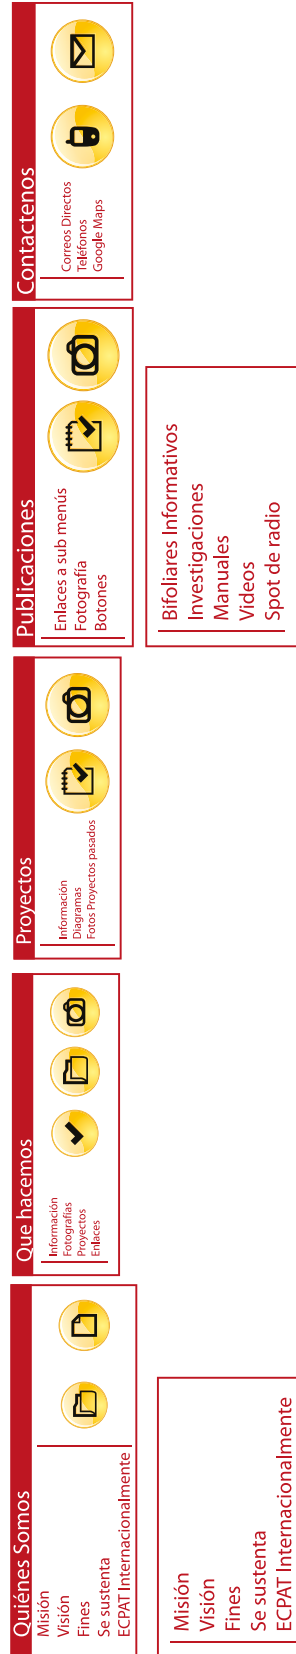 Quiénes Somos
Misión
Visión
Fines
Se sustenta
ECPAT Internacionalmente
Misión
Visión
Fines
Se sustenta
ECPAT Internacionalmente
Que hacemos
Información
Fotografías
Proyectos
Enlaces
Proyectos
Información
Diagramas
Fotos Proyectos pasados
Publicaciones
Enlaces a sub menús
Fotografía
Botones
Bifoliares Informativos
Investigaciones
Manuales
Videos
Spot de radio
Contactenos
Correos Directos
Teléfonos
Google Maps